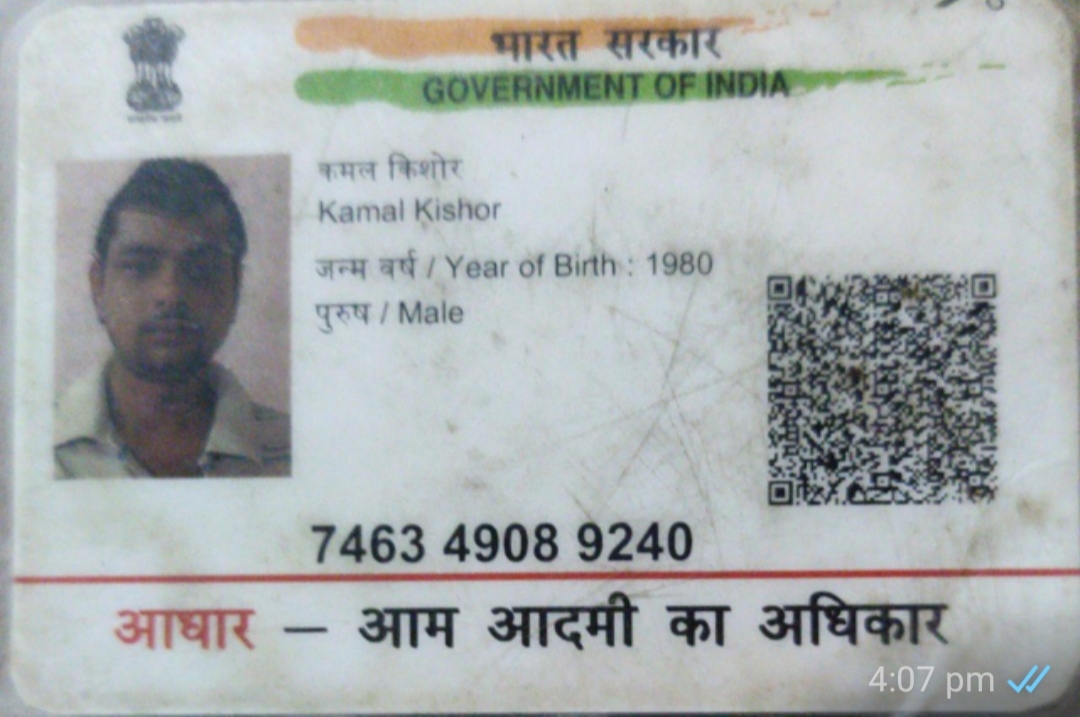 भारत सरकार
GOVERNMENT OF INDIA
कमल किशोर
Kamal Kishor
जन्म वर्ष / Year of Birth : 1980
पुरुष / Male
7463 4908 9240
आधार – आम आदमी का अधिकार
4:07 pm